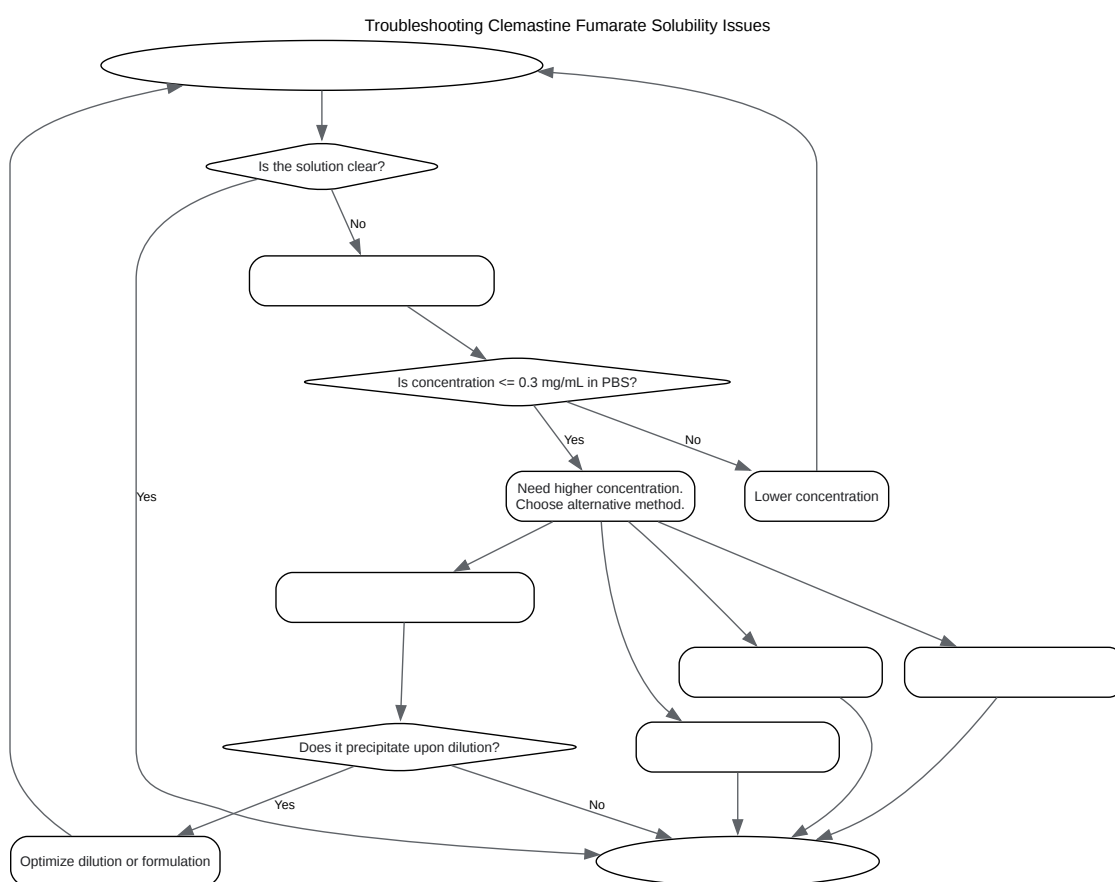 Troubleshooting Clemastine Fumarate Solubility Issues
Is the solution clear?
No
Is concentration <= 0.3 mg/mL in PBS?
Yes
No
Yes
Need higher concentration.
Choose alternative method.
Lower concentration
Does it precipitate upon dilution?
Yes
No
Optimize dilution or formulation